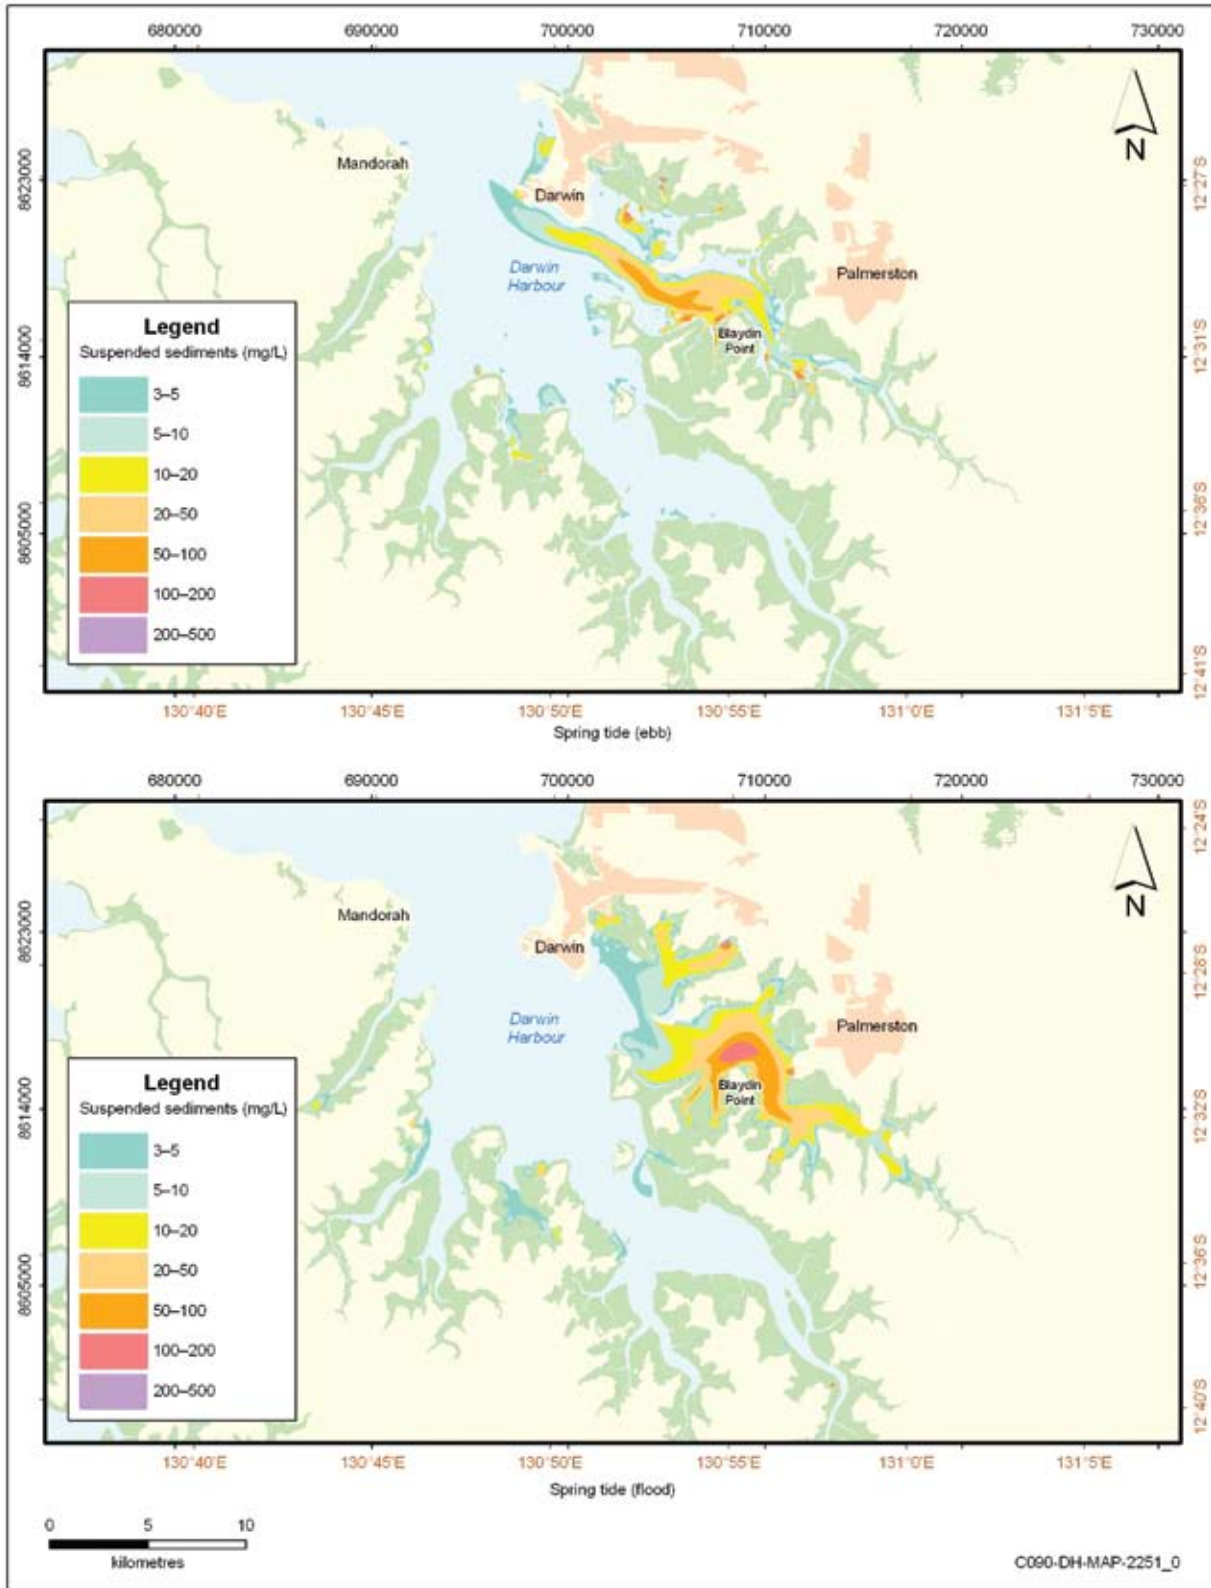 680000 690000 700000 710000 720000 730000
8623000
8614000
8605000
12°27'S
12°31'S
12°36'S
12°41'S
N
Mandorah
Darwin
Darwin
Harbour
Palmerston
Blaydin
Point
Legend
Suspended sediments (mg/L)
3–5
5–10
10–20
20–50
50–100
100–200
200–500
130°40'E 130°45'E 130°50'E 130°55'E 131°0'E 131°5'E
Spring tide (ebb)
680000 690000 700000 710000 720000 730000
8623000
8614000
8605000
12°24'S
12°28'S
12°32'S
12°36'S
12°40'S
N
Mandorah
Darwin
Darwin
Harbour
Palmerston
Blaydin
Point
Legend
Suspended sediments (mg/L)
3–5
5–10
10–20
20–50
50–100
100–200
200–500
130°40'E 130°45'E 130°50'E 130°55'E 131°0'E 131°5'E
Spring tide (flood)
0 5 10
kilometres
C090-DH-MAP-2251_0